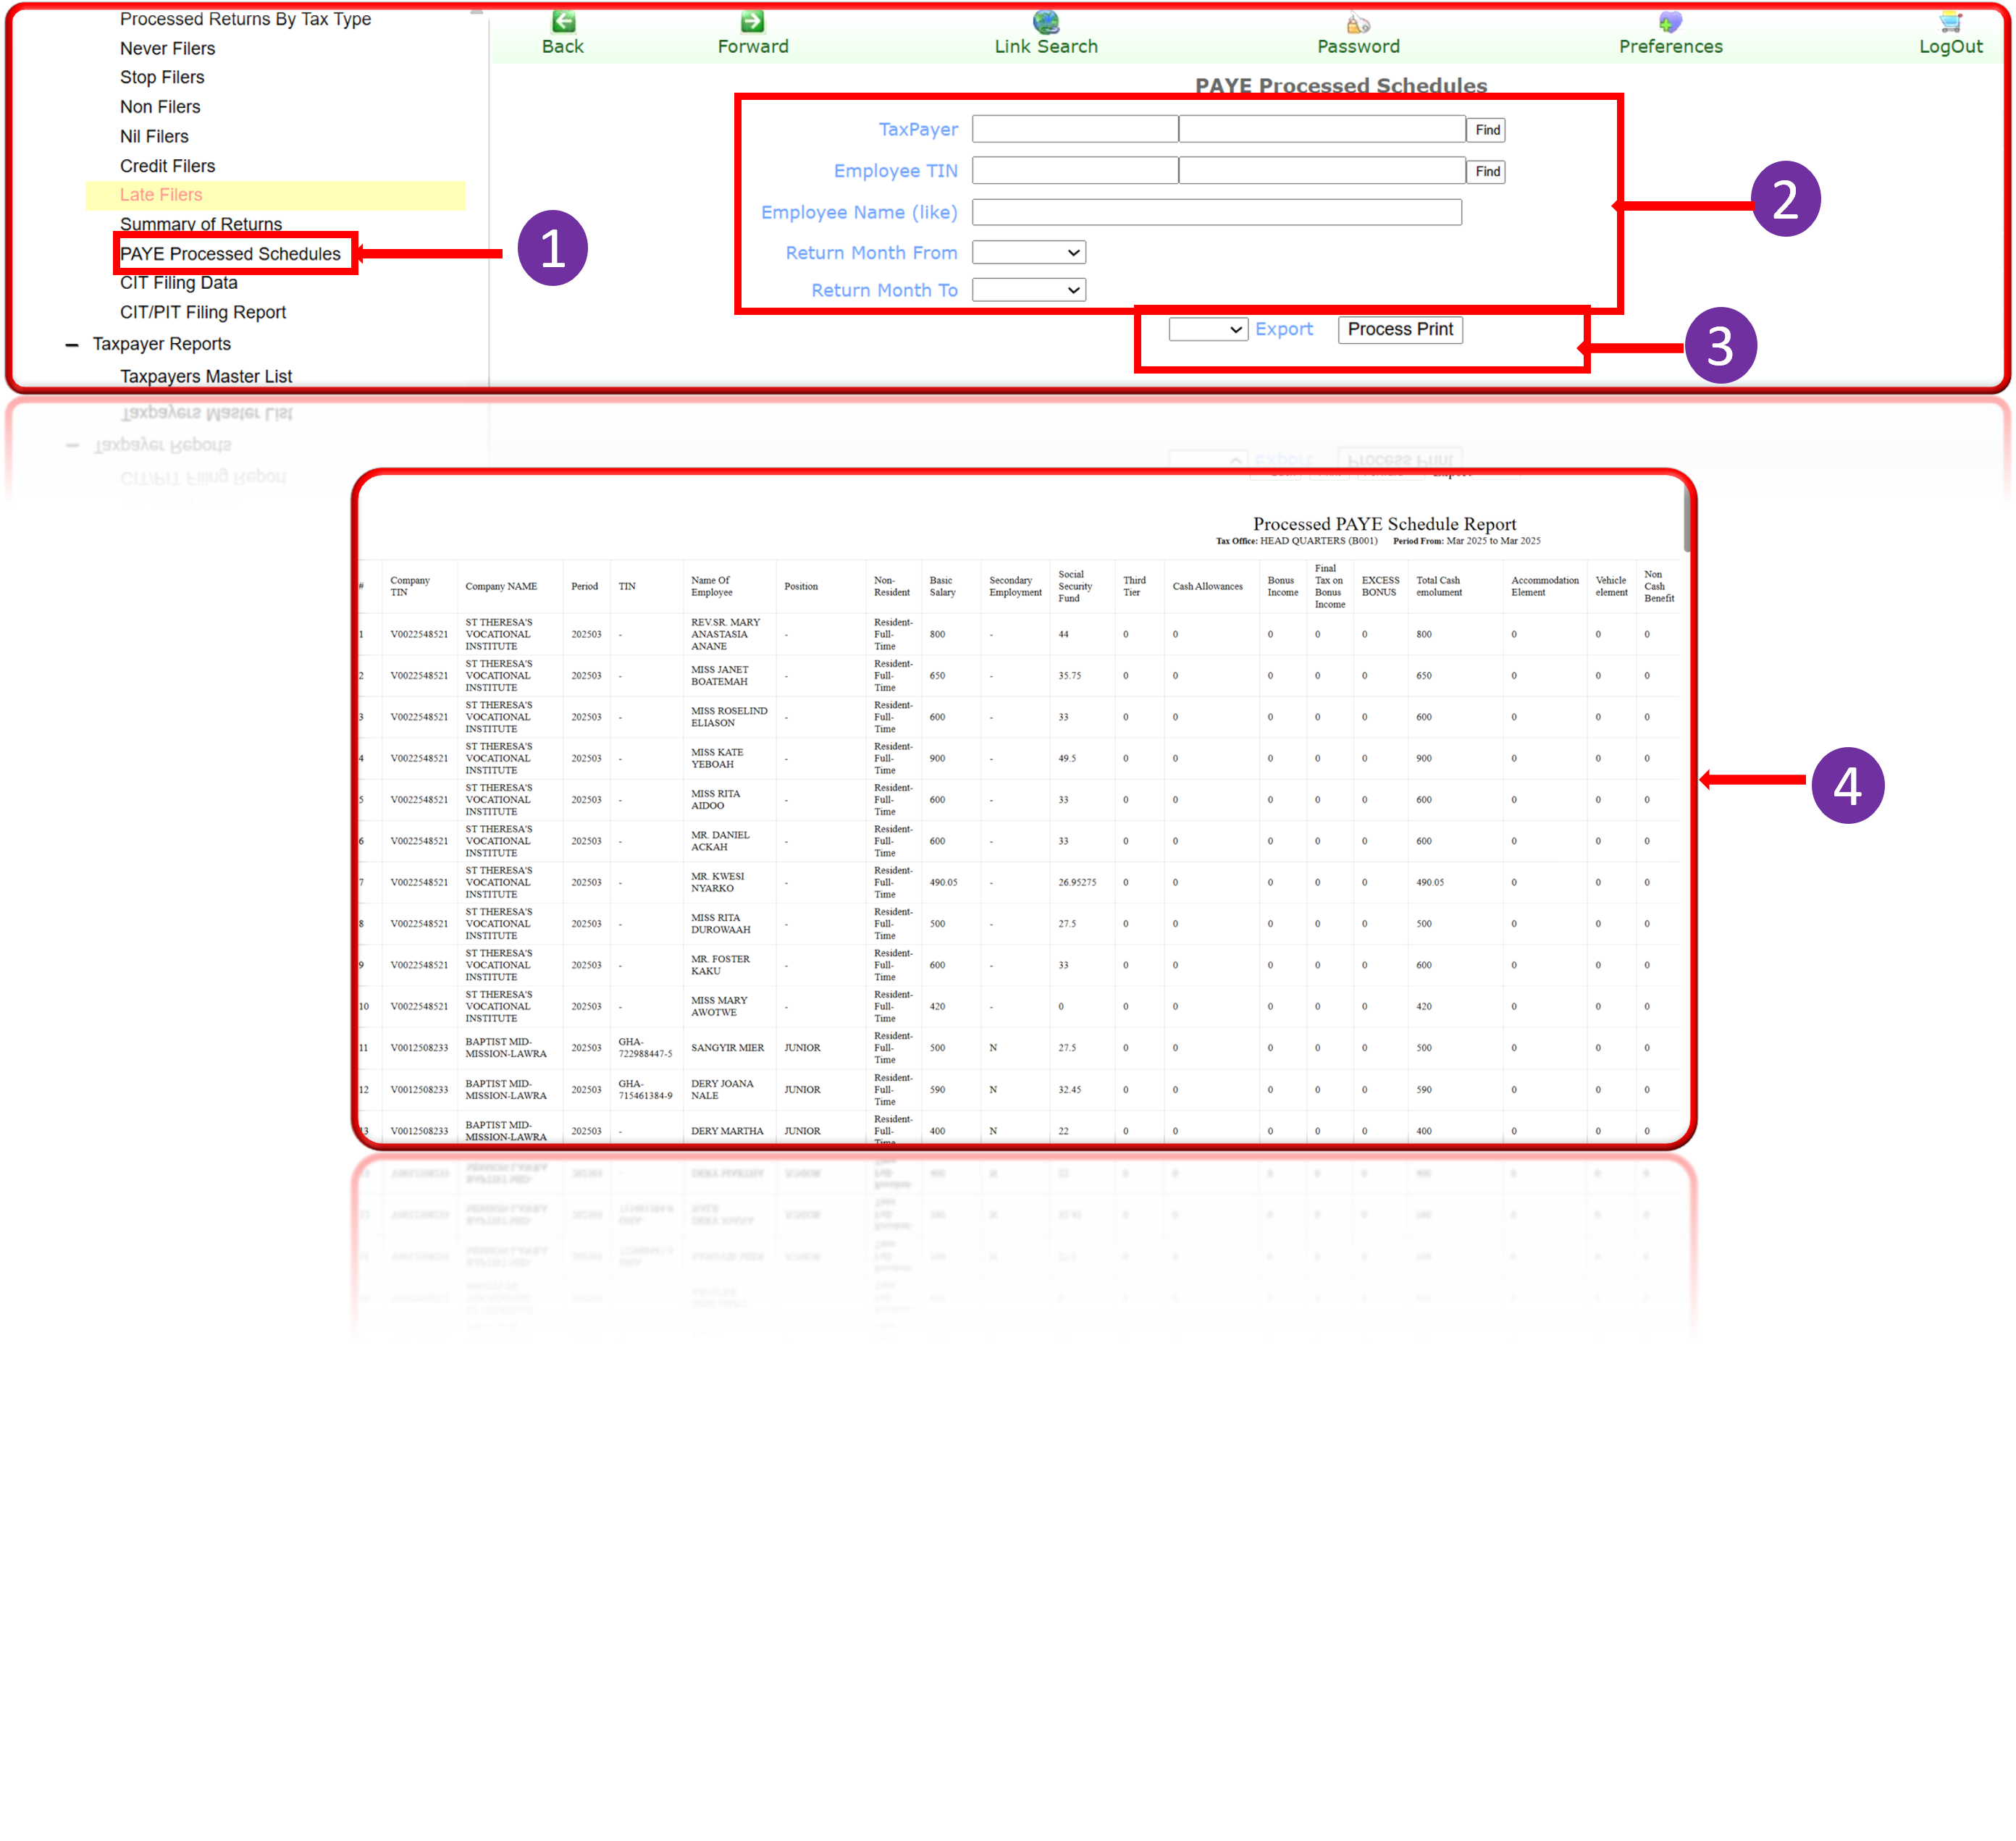 Processed Returns By Tax Type
Never Filers
Stop Filers
Non Filers
Nil Filers
Credit Filers
Late Filers
Summary of Returns
PAYE Processed Schedules
CIT Filing Data
CIT/PIT Filing Report
Taxpayer Reports
Taxpayers Master List
1
Back Forward Link Search Password Preferences LogOut
PAYE Processed Schedules
TaxPayer Find
Employee TIN Find
Employee Name (like)
Return Month From
Return Month To
2
Export Process Print
3
Processed PAYE Schedule Report
Tax Office: HEAD QUARTERS (B001) Period From: Mar 2025 to Mar 2025
# Company TIN Company NAME Period TIN Name Of Employee Position Non-Resident Basic Salary Secondary Employment Social Security Fund Third Tier Cash Allowances Bonus Income Final Tax on Bonus Income EXCESS BONUS Total Cash emolument Accommodation Element Vehicle element Non Cash Benefit
1 V0022548521 ST THERESA'S VOCATIONAL INSTITUTE 202503 - REV.SR. MARY ANASTASIA ANANE - Resident-Full-Time 800 - 44 0 0 0 0 0 800 0 0 0
2 V0022548521 ST THERESA'S VOCATIONAL INSTITUTE 202503 - MISS JANET BOATEMAH - Resident-Full-Time 650 - 35.75 0 0 0 0 0 650 0 0 0
3 V0022548521 ST THERESA'S VOCATIONAL INSTITUTE 202503 - MISS ROSELIND ELIASON - Resident-Full-Time 600 - 33 0 0 0 0 0 600 0 0 0
4 V0022548521 ST THERESA'S VOCATIONAL INSTITUTE 202503 - MISS KATE YEBOAH - Resident-Full-Time 900 - 49.5 0 0 0 0 0 900 0 0 0
5 V0022548521 ST THERESA'S VOCATIONAL INSTITUTE 202503 - MISS RITA AIDOO - Resident-Full-Time 600 - 33 0 0 0 0 0 600 0 0 0
6 V0022548521 ST THERESA'S VOCATIONAL INSTITUTE 202503 - MR. DANIEL ACKAH - Resident-Full-Time 600 - 33 0 0 0 0 0 600 0 0 0
7 V0022548521 ST THERESA'S VOCATIONAL INSTITUTE 202503 - MR. KWESI NYARKO - Resident-Full-Time 490.05 - 26.95275 0 0 0 0 0 490.05 0 0 0
8 V0022548521 ST THERESA'S VOCATIONAL INSTITUTE 202503 - MISS RITA DUROWAAH - Resident-Full-Time 500 - 27.5 0 0 0 0 0 500 0 0 0
9 V0022548521 ST THERESA'S VOCATIONAL INSTITUTE 202503 - MR. FOSTER KAKU - Resident-Full-Time 600 - 33 0 0 0 0 0 600 0 0 0
10 V0022548521 ST THERESA'S VOCATIONAL INSTITUTE 202503 - MISS MARY AWOTWE - Resident-Full-Time 420 - 0 0 0 0 0 0 420 0 0 0
11 V0012508233 BAPTIST MID-MISSION-LAWRA 202503 GHA-722988447-5 SANGYIR MIER JUNIOR Resident-Full-Time 500 N 27.5 0 0 0 0 0 500 0 0 0
12 V0012508233 BAPTIST MID-MISSION-LAWRA 202503 GHA-715461384-9 DERY JOANA NALE JUNIOR Resident-Full-Time 590 N 32.45 0 0 0 0 0 590 0 0 0
13 V0012508233 BAPTIST MID-MISSION-LAWRA 202503 - DERY MARTHA JUNIOR Resident-Full-Time 400 N 22 0 0 0 0 0 400 0 0 0
4